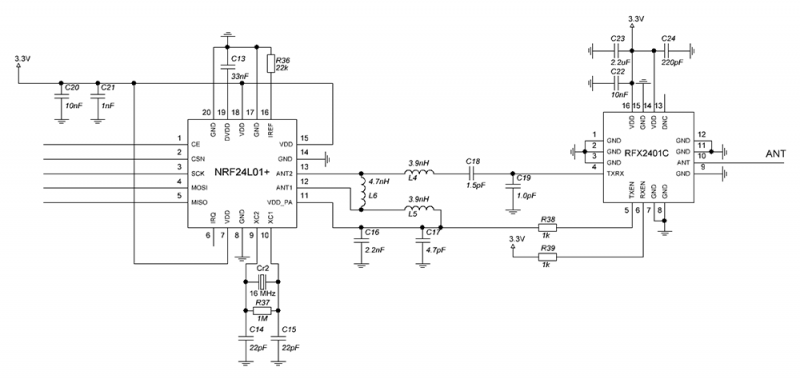 3.3V
C20
10nF
C21
1nF
C13
33nF
R36
22k
20 19 18 17 16
GND
DVDD
VDD
GND
IREF
NRF24L01+
1 CE
2 CSN
3 SCK
4 MOSI
5 MISO
VDD 15
GND 14
ANT2 13
ANT1 12
VDD_PA 11
IRQ
VDD
GND
XC2
XC1
6 7 8 9 10
Cr2
16 MHz
R37
1M
C14
22pF
C15
22pF
4.7nH
L6
3.9nH
L4
3.9nH
L5
C18
1.5pF
C19
1.0pF
C16
2.2nF
C17
4.7pF
R38
1k
3.3V
R39
1k
3.3V
C23
2.2uF
C24
220pF
C22
10nF
16 15 14 13
VDD
GND
VDD
DNC
RFX2401C
1 GND
2 GND
3 GND
4 TXRX
GND 12
GND 11
ANT 10
GND 9
TXEN
RXEN
GND
GND
5 6 7 8
ANT